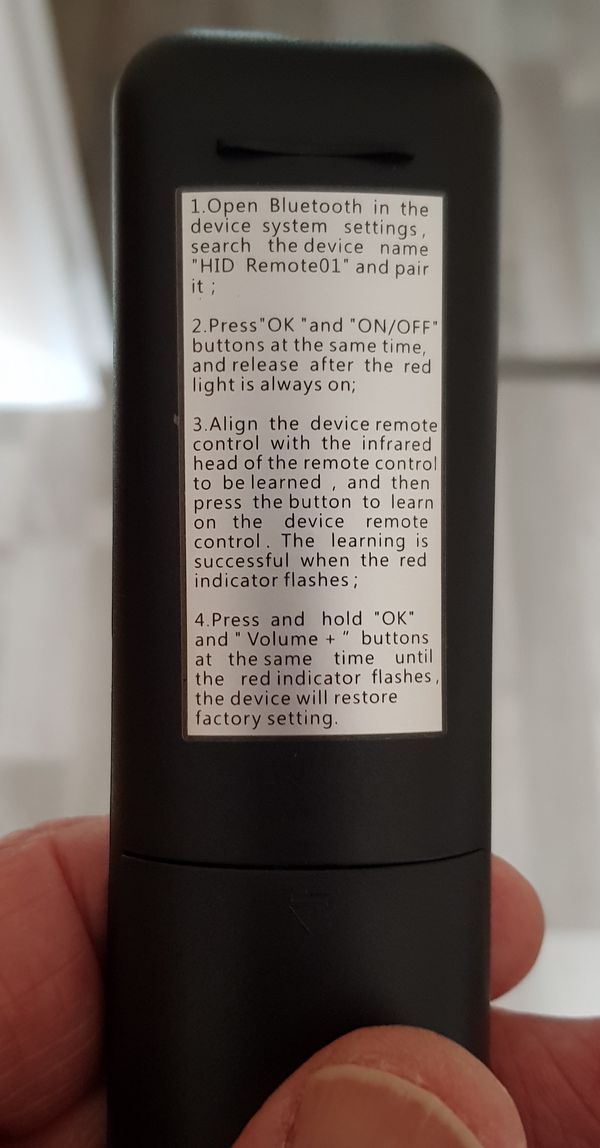 1.Open Bluetooth in the
device system settings,
search the device name
"HID Remote01" and pair
it ;
2.Press"OK "and "ON/OFF"
buttons at the same time,
and release after the red
light is always on;
3.Align the device remote
control with the infrared
head of the remote control
to be learned , and then
press the button to learn
on the device remote
control. The learning is
successful when the red
indicator flashes;
4.Press and hold "OK"
and " Volume + " buttons
at the same time until
the red indicator flashes,
the device will restore
factory setting.